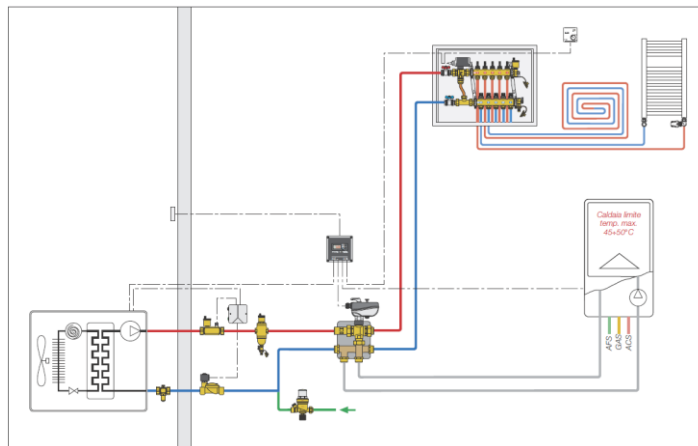 Caldaia limite
temp. max.
45÷50°C
AFS
GAS
ACS